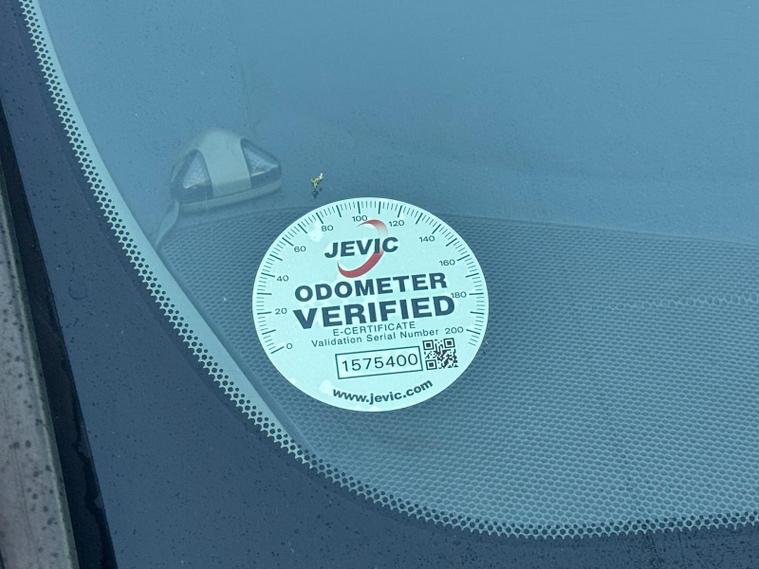 0 20 40 60 80 100 120 140 160 180 200
JEVIC
ODOMETER
VERIFIED
E-CERTIFICATE
Validation Serial Number
1575400
www.jevic.com